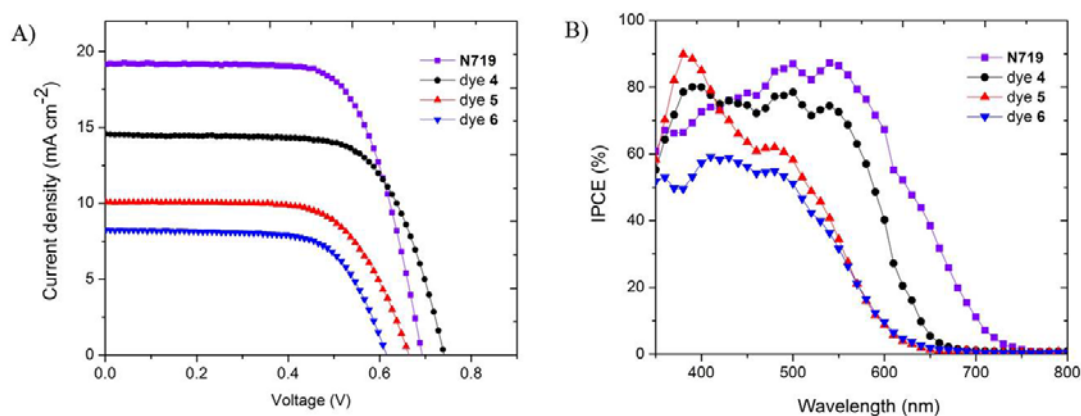 A)
Current density (mA cm⁻²)
20
15
10
5
0
0.0 0.2 0.4 0.6 0.8
Voltage (V)
N719
dye 4
dye 5
dye 6
B)
IPCE (%)
100
80
60
40
20
0
400 500 600 700 800
Wavelength (nm)
N719
dye 4
dye 5
dye 6